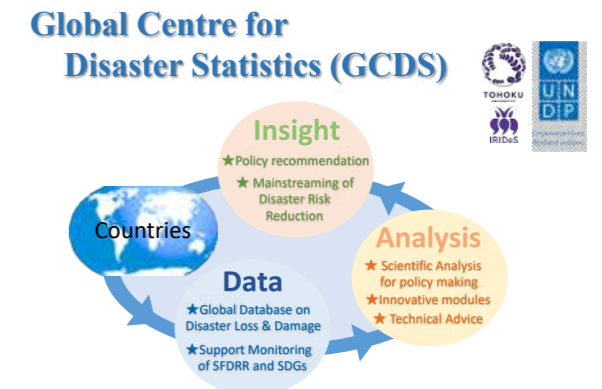 Global Centre for
Disaster Statistics (GCDS)
TOHOKU
IRIDeS
U N
D P
Insight
★Policy recommendation
★ Mainstreaming of
Disaster Risk
Reduction
Countries
Analysis
★ Scientific Analysis
for policy making
★Innovative modules
★ Technical Advice
Data
★Global Database on
Disaster Loss & Damage
★Support Monitoring
of SFDRR and SDGs